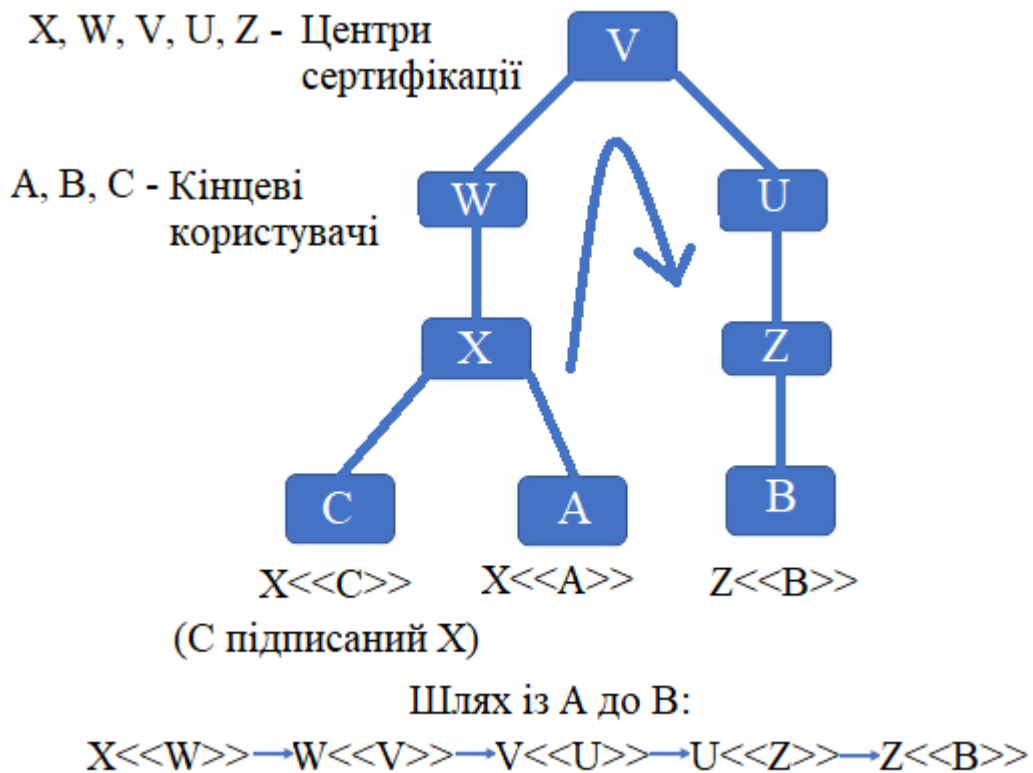 X, W, V, U, Z - Центри
сертифікації
V
A, B, C - Кінцеві
користувачі
W
U
X
Z
C
A
B
X<<C>>
X<<A>>
Z<<B>>
(C підписаний X)
Шлях із A до B:
X<<W>>→W<<V>>→V<<U>>→U<<Z>>→Z<<B>>